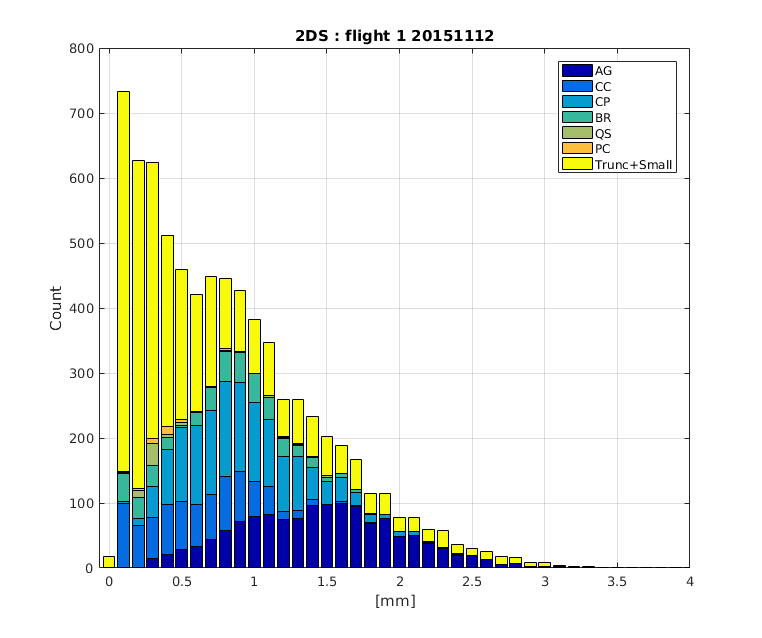 2DS : flight 1 20151112
800
700
600
500
400
300
200
100
0
Count
AG
CC
CP
BR
QS
PC
Trunc+Small
0 0.5 1 1.5 2 2.5 3 3.5 4
[mm]